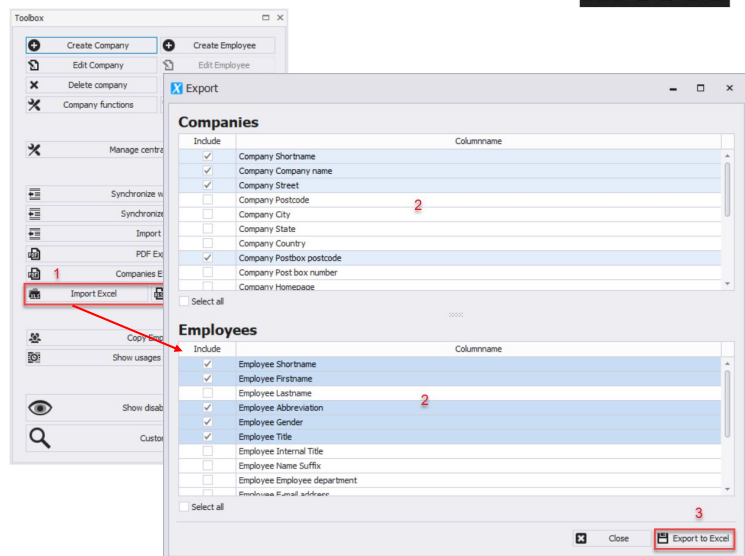 Toolbox
Create Company
Create Employee
Edit Company
Edit Employee
Delete company
Company functions
Manage centra
Synchronize w
Synchronize
Import
PDF Ex
1
Companies E
Import Excel
Copy Emp
Show usages
Show disab
Custo
Export
Companies
Include Columnname
Company Shortname
Company Company name
Company Street
Company Postcode
2
Company City
Company State
Company Country
Company Postbox postcode
Company Post box number
Company Homepage
Select all
Employees
Include Columnname
Employee Shortname
Employee Firstname
Employee Lastname
2
Employee Abbreviation
Employee Gender
Employee Title
Employee Internal Title
Employee Name Suffix
Employee Employee department
Employee E-mail address
Select all
3
Close
Export to Excel